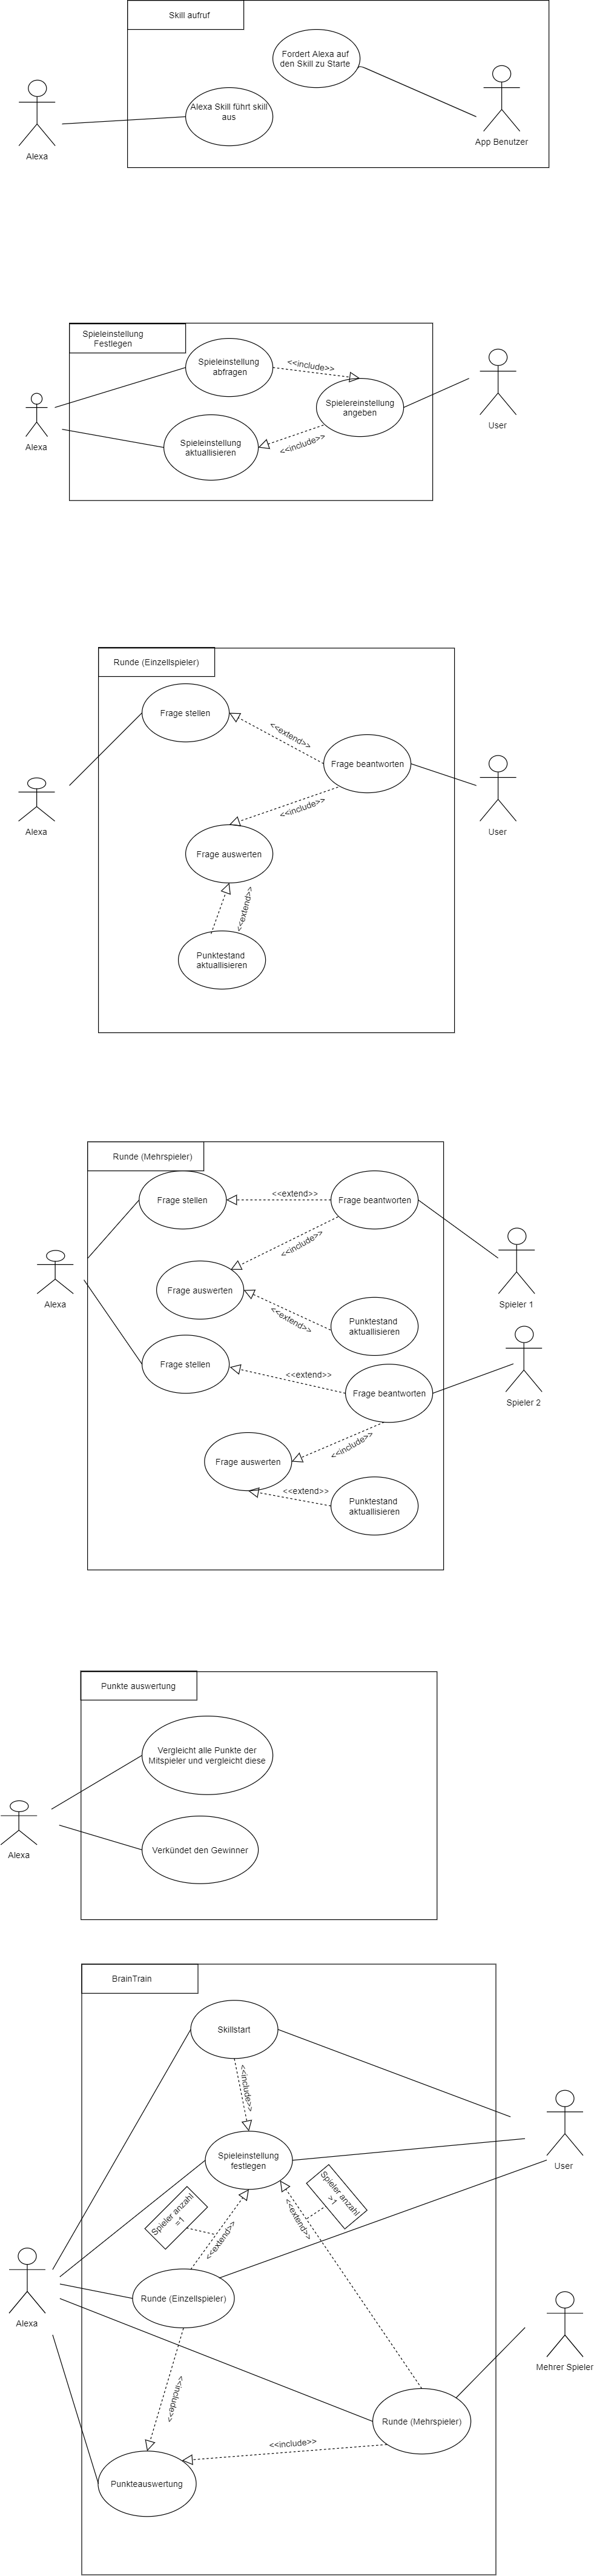 Skill aufruf
Fordert Alexa auf
den Skill zu Starte
Alexa Skill führt skill
aus
Alexa
App Benutzer
Spieleinstellung
Festlegen
Spieleinstellung
abfragen
<<include>>
Spielereinstellung
angeben
Spieleinstellung
aktuallisieren
<<include>>
Alexa
User
Runde (Einzellspieler)
Frage stellen
<<extend>>
Frage beantworten
<<include>>
Alexa
User
Frage auswerten
<<extend>>
Punktestand
aktuallisieren
Runde (Mehrspieler)
Frage stellen
<<extend>>
Frage beantworten
<<include>>
Frage auswerten
Alexa
Spieler 1
<<extend>>
Punktestand
aktuallisieren
Frage stellen
<<extend>>
Frage beantworten
Spieler 2
<<include>>
Frage auswerten
<<extend>>
Punktestand
aktuallisieren
Punkte auswertung
Vergleicht alle Punkte der
Mitspieler und vergleicht diese
Alexa
Verkündet den Gewinner
BrainTrain
Skillstart
<<include>>
Spieleinstellung
festlegen
User
Spieler anzahl
=1
Spieler anzahl
>1
<<extend>>
<<extend>>
Runde (Einzellspieler)
Alexa
Mehrer Spieler
<<include>>
Runde (Mehrspieler)
<<include>>
Punkteauswertung